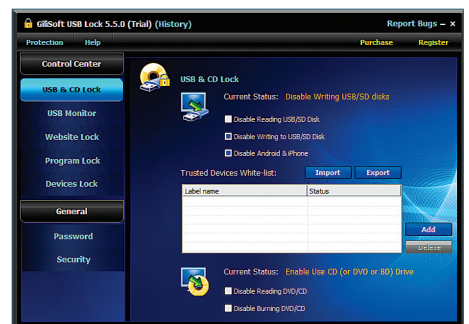 GiliSoft USB Lock 5.5.0 (Trial) (History) Report Bugs – ×
Protection Help Purchase Register
Control Center
USB & CD Lock
USB Monitor
Website Lock
Program Lock
Devices Lock
General
Password
Security
USB & CD Lock
Current Status: Disable Writing USB/SD disks
Disable Reading USB/SD Disk
Disable Writing to USB/SD Disk
Disable Android & iPhone
Trusted Devices White-list: Import Export
Label name Status
Add
Delete
Current Status: Enable Use CD (or DVD or BD) Drive
Disable Reading DVD/CD
Disable Burning DVD/CD